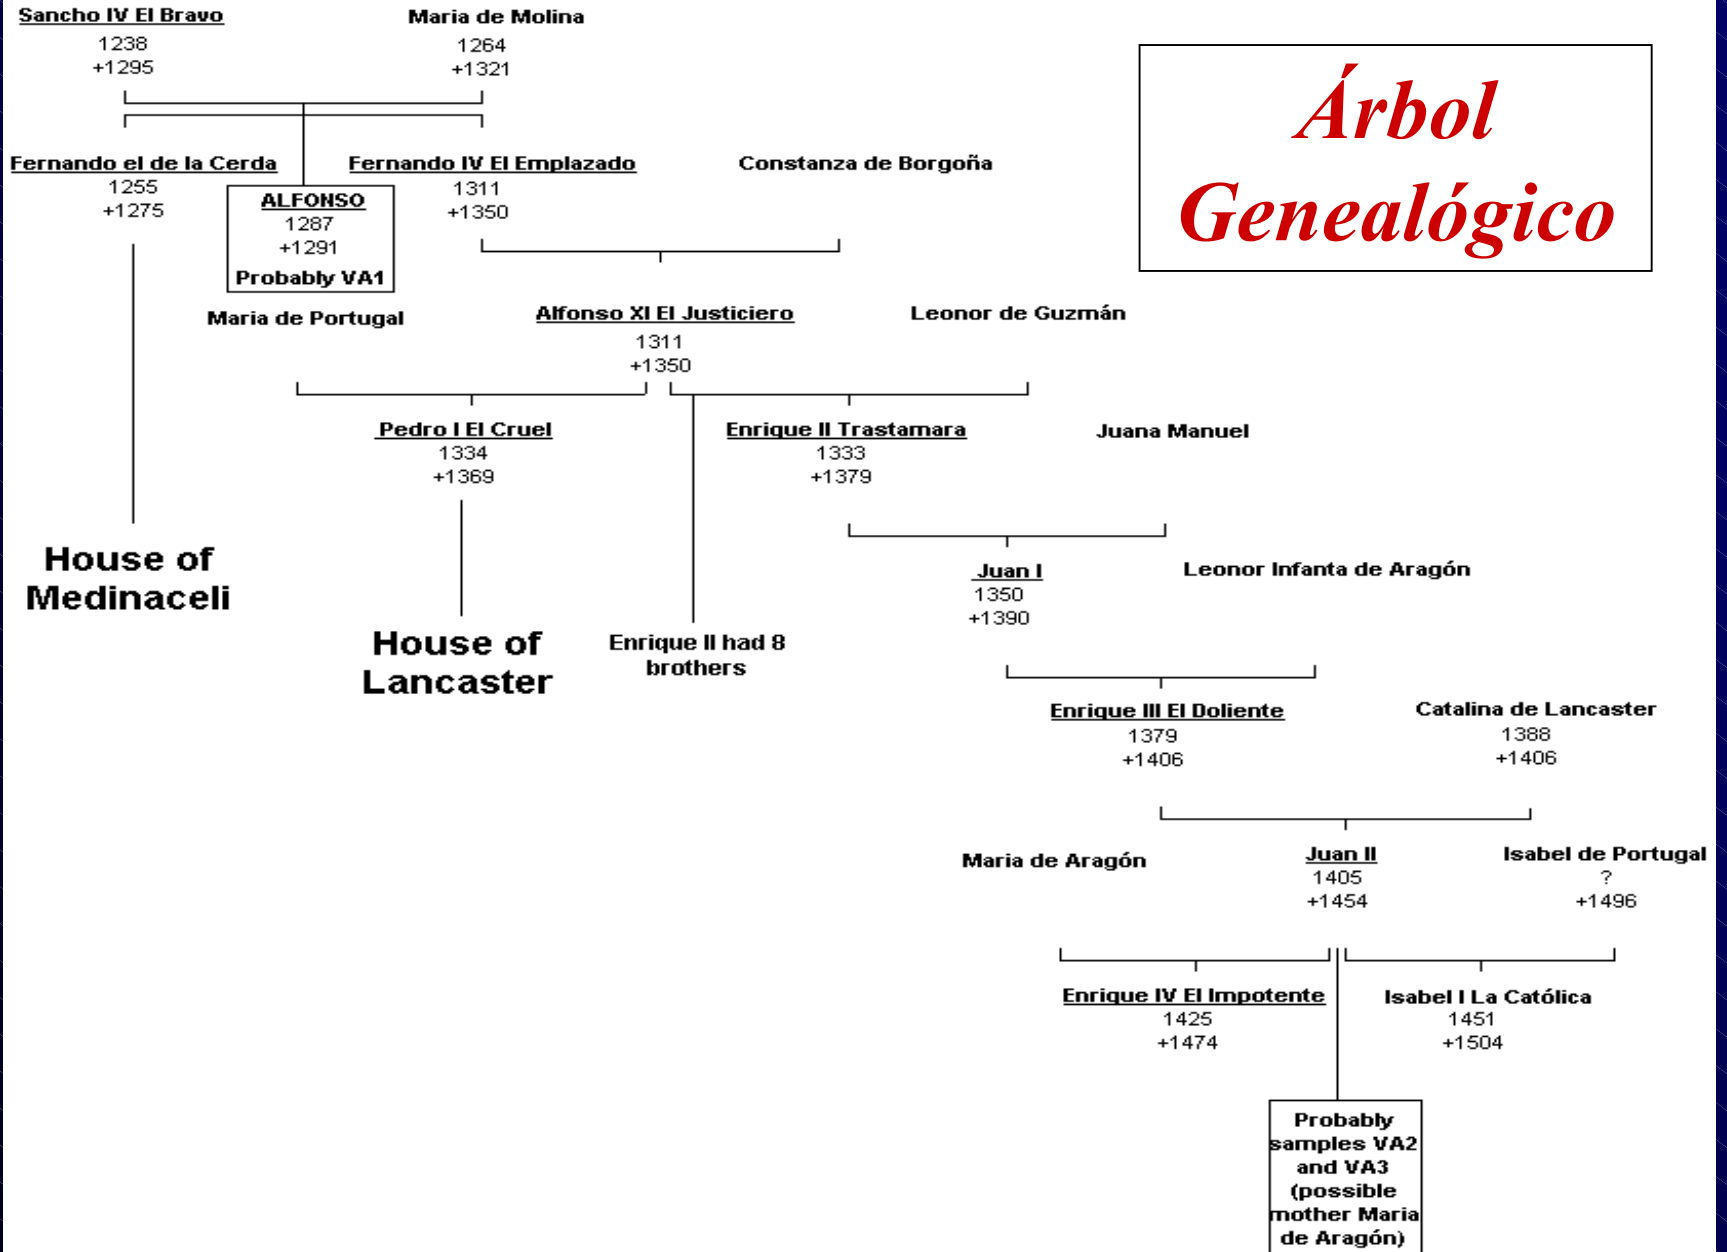 Sancho IV El Bravo
1238
+1295
Maria de Molina
1264
+1321
Árbol
Genealógico
Fernando el de la Cerda
1255
+1275
ALFONSO
1287
+1291
Probably VA1
Fernando IV El Emplazado
1311
+1350
Constanza de Borgoña
Maria de Portugal
Alfonso XI El Justiciero
1311
+1350
Leonor de Guzmán
Pedro I El Cruel
1334
+1369
Enrique II Trastamara
1333
+1379
Juana Manuel
House of
Medinaceli
House of
Lancaster
Enrique II had 8
brothers
Juan I
1350
+1390
Leonor Infanta de Aragón
Enrique III El Doliente
1379
+1406
Catalina de Lancaster
1388
+1406
Maria de Aragón
Juan II
1405
+1454
Isabel de Portugal
?
+1496
Enrique IV El Impotente
1425
+1474
Isabel I La Católica
1451
+1504
Probably
samples VA2
and VA3
(possible
mother Maria
de Aragón)